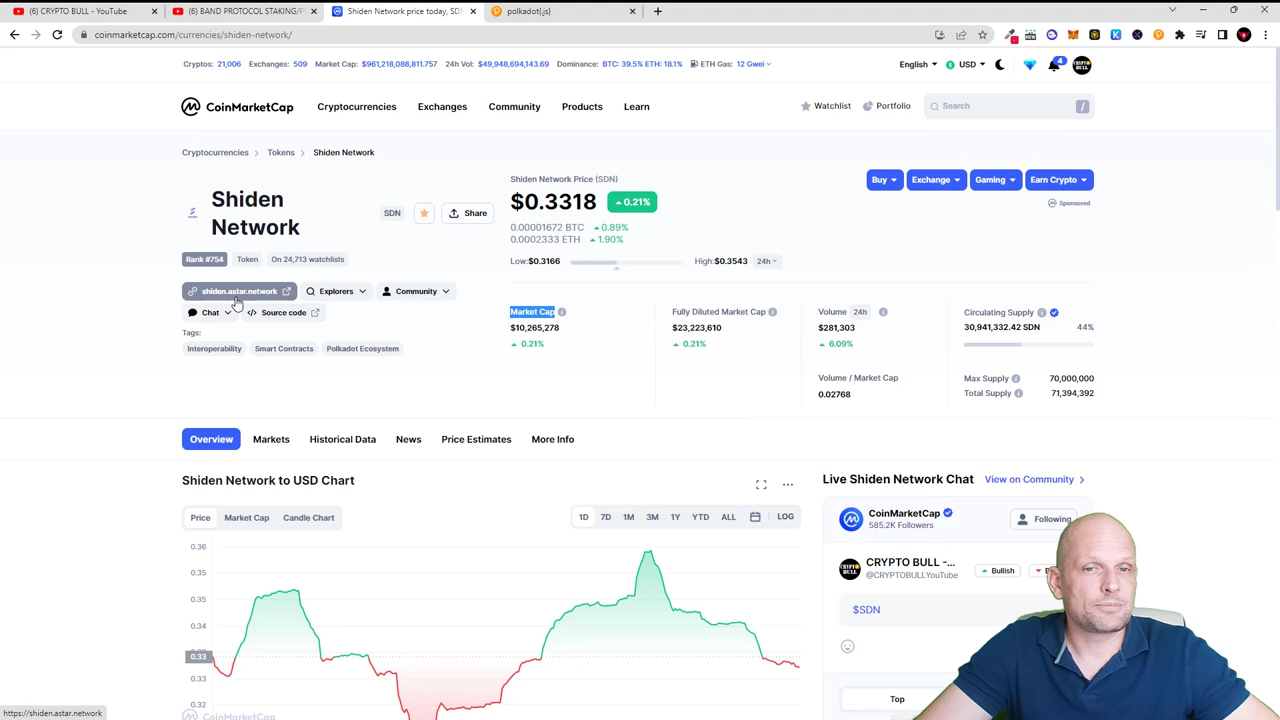 (6) CRYPTO BULL - YouTube
(6) BAND PROTOCOL STAKING/P
Shiden Network price today, SDN
polkadot{.js}
coinmarketcap.com/currencies/shiden-network/
Cryptos: 21,006 Exchanges: 509 Market Cap: $961,218,088,811.757 24h Vol: $49,948,694,143.69 Dominance: BTC: 39.5% ETH: 18.1% ETH Gas: 12 Gwei
English USD 4
CRYPTO BULL
CoinMarketCap Cryptocurrencies Exchanges Community Products Learn Watchlist Portfolio Search /
Cryptocurrencies > Tokens > Shiden Network
Shiden
Network
SDN Share
Rank #754 Token On 24,713 watchlists
shiden.astar.network Explorers Community
Chat Source code
Tags:
Interoperability Smart Contracts Polkadot Ecosystem
Shiden Network Price (SDN)
$0.3318 0.21%
0.00001672 BTC 0.89%
0.0002333 ETH 1.90%
Low:$0.3166 High:$0.3543 24h
Buy Exchange Gaming Earn Crypto
Sponsored
Market Cap
$10,265,278
0.21%
Fully Diluted Market Cap
$23,223,610
0.21%
Volume 24h
$281,303
6.09%
Volume / Market Cap
0.02768
Circulating Supply
30,941,332.42 SDN 44%
Max Supply 70,000,000
Total Supply 71,394,392
Overview Markets Historical Data News Price Estimates More Info
Shiden Network to USD Chart
Price Market Cap Candle Chart
1D 7D 1M 3M 1Y YTD ALL LOG
0.36
0.35
0.35
0.34
0.33
0.33
0.32
CoinMarketCap
Live Shiden Network Chat View on Community
CoinMarketCap
585.2K Followers
Following
CRYPTO BULL -...
@CRYPTOBULLYouTube
Bullish
$SDN
Top
https://shiden.astar.network